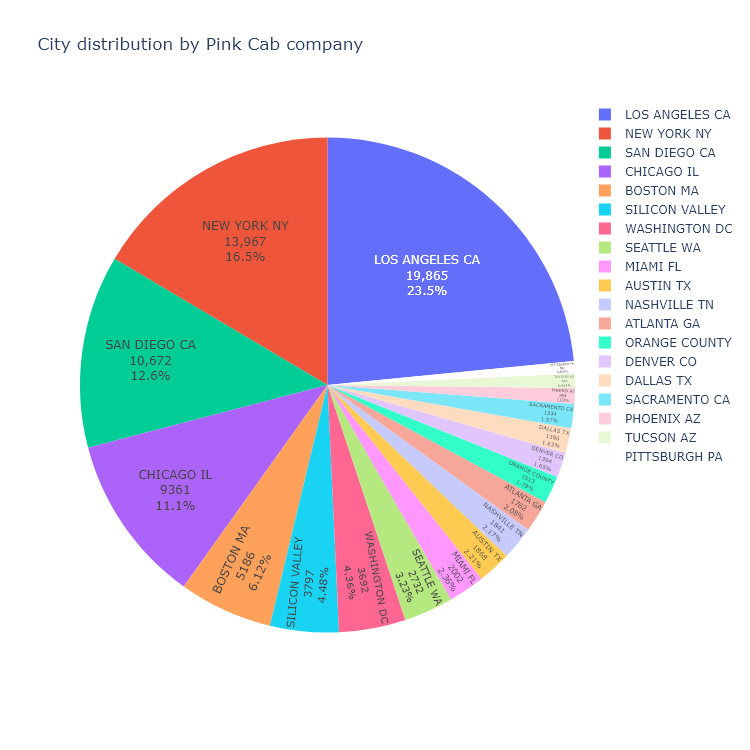 City distribution by Pink Cab company
LOS ANGELES CA
19,865
23.5%
NEW YORK NY
13,967
16.5%
SAN DIEGO CA
10,672
12.6%
CHICAGO IL
9361
11.1%
BOSTON MA
5186
6.12%
SILICON VALLEY
3797
4.48%
WASHINGTON DC
3692
4.36%
SEATTLE WA
2732
3.23%
MIAMI FL
2002
2.36%
AUSTIN TX
1868
2.21%
NASHVILLE TN
1841
2.17%
ATLANTA GA
1762
2.08%
ORANGE COUNTY
1513
1.79%
DENVER CO
1394
1.65%
DALLAS TX
1380
1.63%
SACRAMENTO CA
1334
1.57%
PHOENIX AZ
864
1.02%
TUCSON AZ
LOS ANGELES CA
NEW YORK NY
SAN DIEGO CA
CHICAGO IL
BOSTON MA
SILICON VALLEY
WASHINGTON DC
SEATTLE WA
MIAMI FL
AUSTIN TX
NASHVILLE TN
ATLANTA GA
ORANGE COUNTY
DENVER CO
DALLAS TX
SACRAMENTO CA
PHOENIX AZ
TUCSON AZ
PITTSBURGH PA